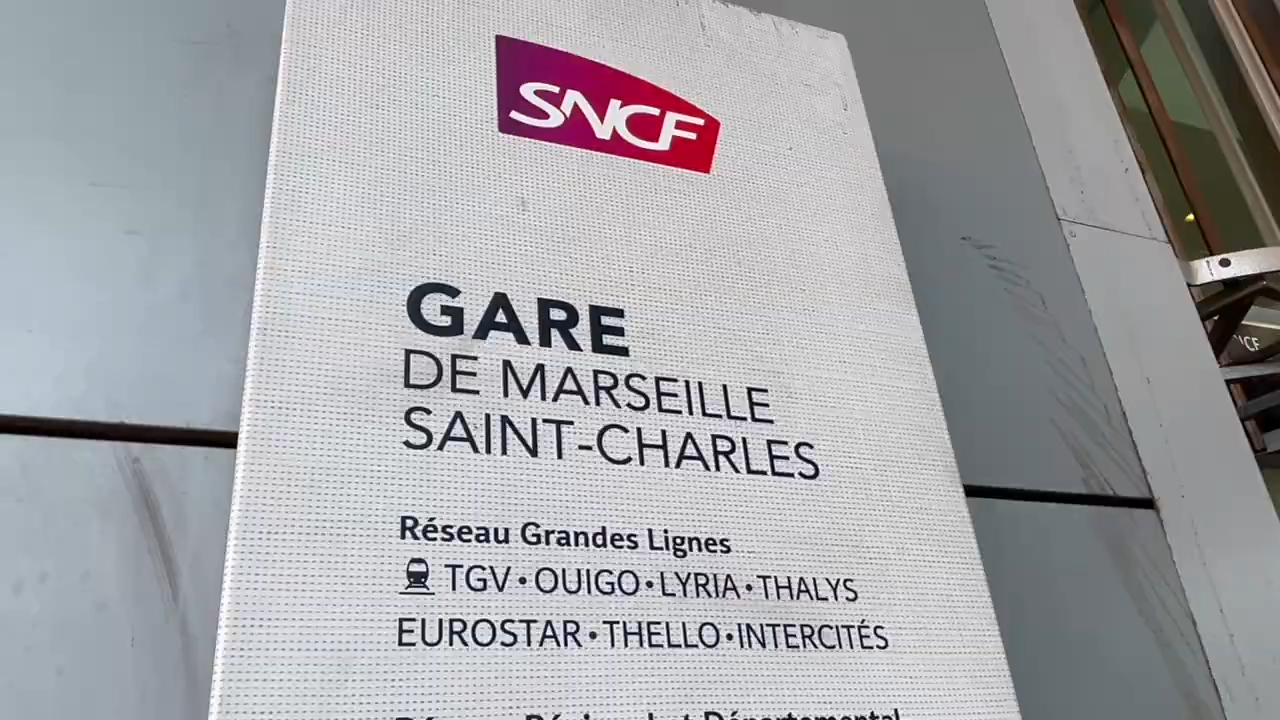 SNCF
GARE
DE MARSEILLE
SAINT-CHARLES
Réseau Grandes Lignes
TGV • OUIGO • LYRIA • THALYS
EUROSTAR • THELLO • INTERCITÉS